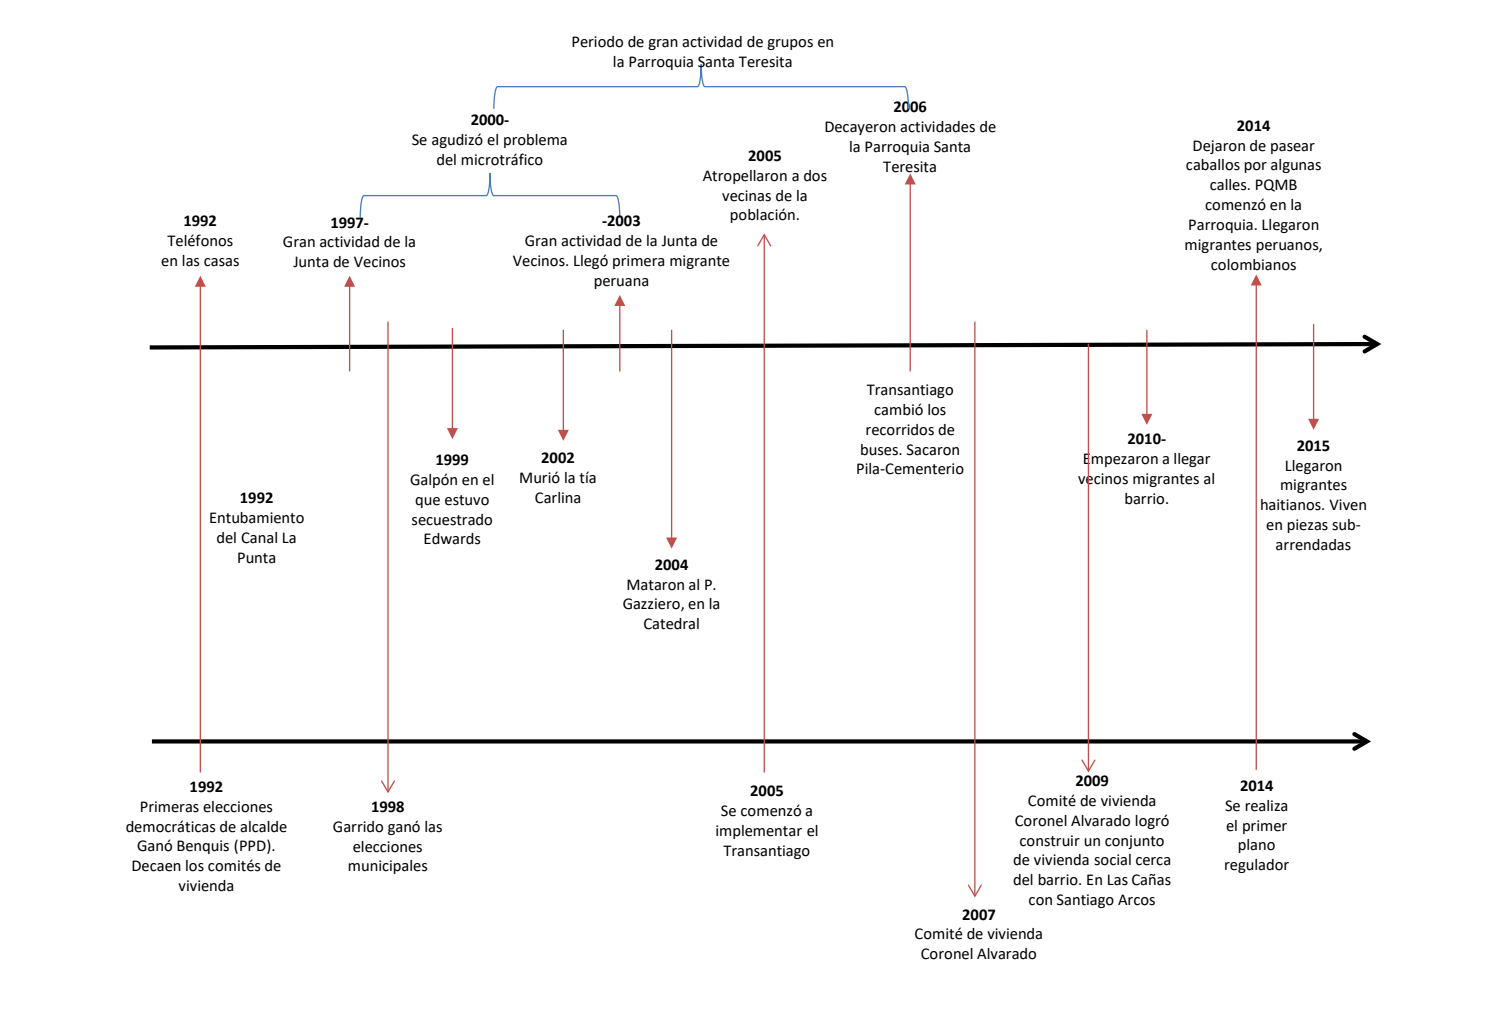 Periodo de gran actividad de grupos en
la Parroquia Santa Teresita
2000-
Se agudizó el problema
del microtráfico
2006
Decayeron actividades de
la Parroquia Santa
Teresita
2005
Atropellaron a dos
vecinas de la
población.
2014
Dejaron de pasear
caballos por algunas
calles. PQMB
comenzó en la
Parroquia. Llegaron
migrantes peruanos,
colombianos
1992
Teléfonos
en las casas
1997-
Gran actividad de la
Junta de Vecinos
-2003
Gran actividad de la Junta de
Vecinos. Llegó primera migrante
peruana
1992
Entubamiento
del Canal La
Punta
1999
Galpón en el
que estuvo
secuestrado
Edwards
2002
Murió la tía
Carlina
2004
Mataron al P.
Gazziero, en la
Catedral
Transantiago
cambió los
recorridos de
buses. Sacaron
Pila-Cementerio
2010-
Empezaron a llegar
vecinos migrantes al
barrio.
2015
Llegaron
migrantes
haitianos. Viven
en piezas sub-
arrendadas
1992
Primeras elecciones
democráticas de alcalde
Ganó Benquis (PPD).
Decaen los comités de
vivienda
1998
Garrido ganó las
elecciones
municipales
2005
Se comenzó a
implementar el
Transantiago
2007
Comité de vivienda
Coronel Alvarado
2009
Comité de vivienda
Coronel Alvarado logró
construir un conjunto
de vivienda social cerca
del barrio. En Las Cañas
con Santiago Arcos
2014
Se realiza
el primer
plano
regulador